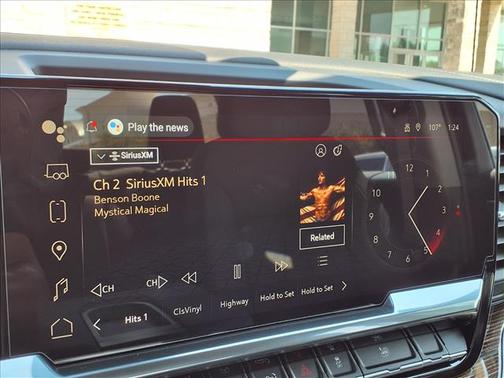 Play the news
107° 1:24
SiriusXM
Ch 2 SiriusXM Hits 1
Benson Boone
Mystical Magical
Related
CH CH
Hits 1 ClsVinyl Highway Hold to Set Hold to Set
12
1
2
3
4
5
6
8
9
10
11